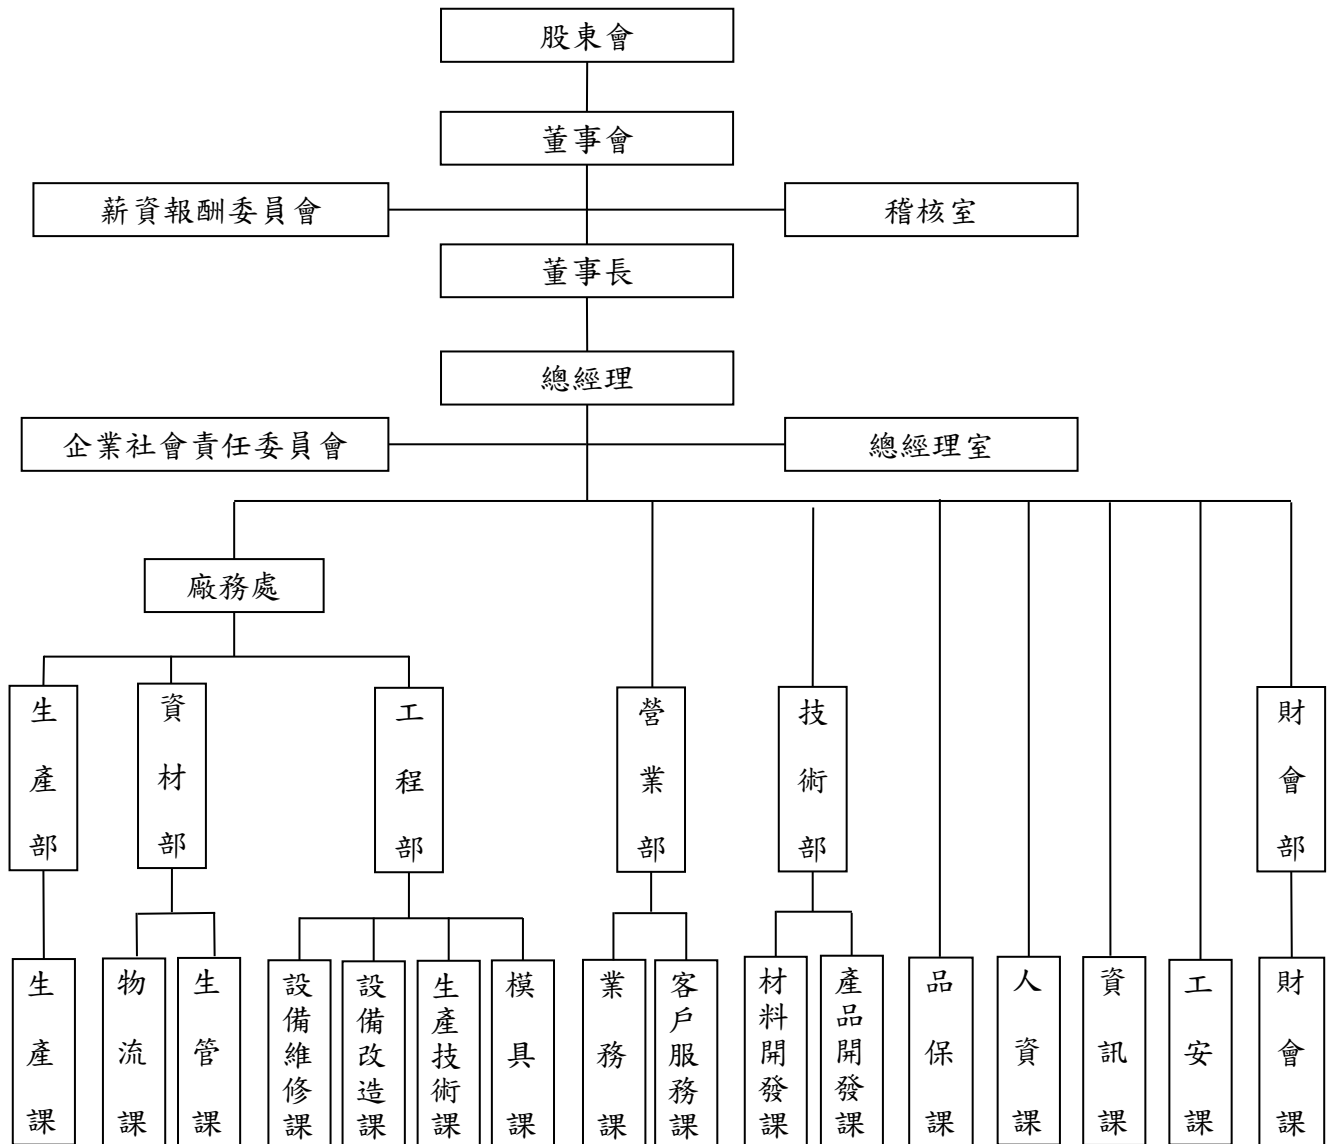 股東會
董事會
薪資報酬委員會
稽核室
董事長
總經理
企業社會責任委員會
總經理室
廠務處
生產部
資材部
工程部
營業部
技術部
財會部
生產課
物流課
生管課
設備維修課
設備改造課
生產技術課
模具課
業務課
客戶服務課
材料開發課
產品開發課
品保課
人資課
資訊課
工安課
財會課